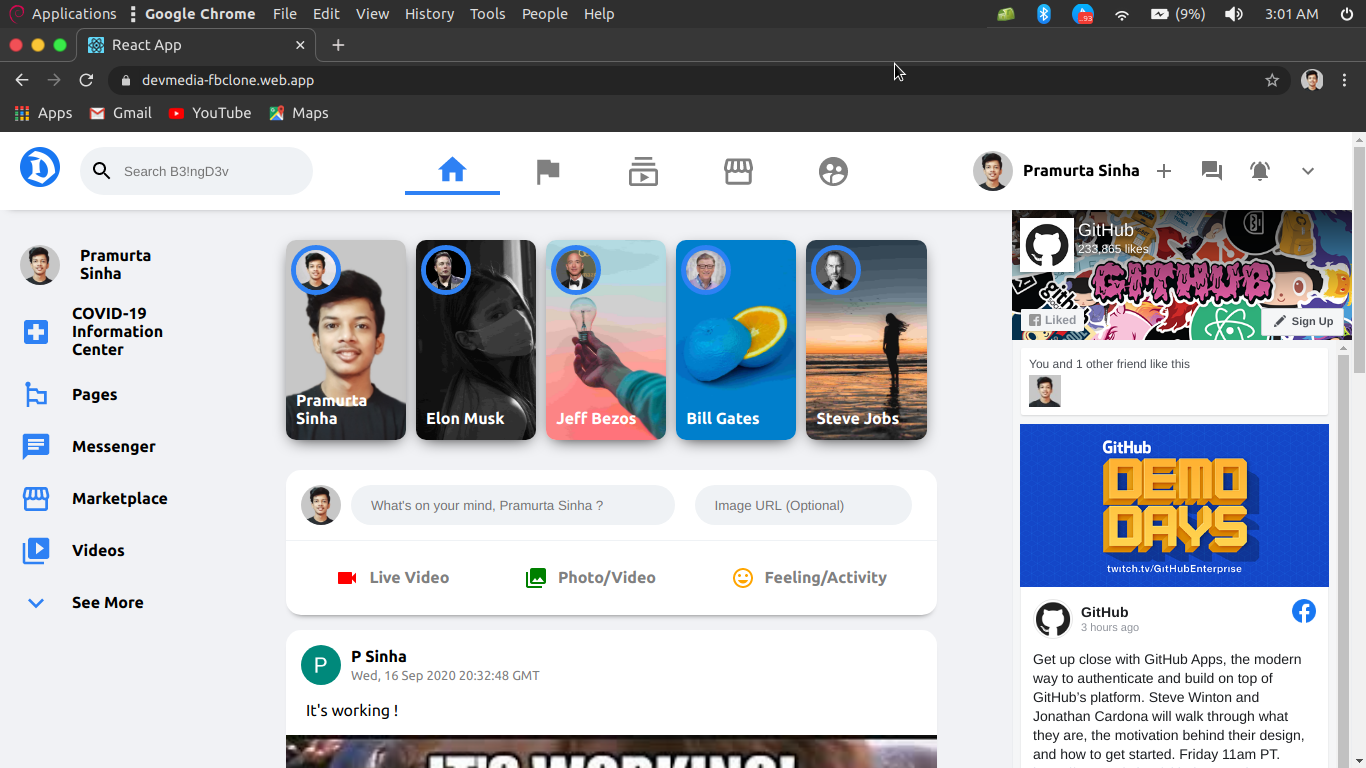 Applications Google Chrome File Edit View History Tools People Help 93 (9%) 3:01 AM
React App
devmedia-fbclone.web.app
Apps Gmail YouTube Maps
D Search B3!ngD3v Pramurta Sinha
Pramurta
Sinha
COVID-19
Information
Center
Pages
Messenger
Marketplace
Videos
See More
Pramurta
Sinha
Elon Musk
Jeff Bezos
Bill Gates
Steve Jobs
What's on your mind, Pramurta Sinha ? Image URL (Optional)
Live Video Photo/Video Feeling/Activity
P P Sinha
Wed, 16 Sep 2020 20:32:48 GMT
It's working !
IT'S WORKING!
GitHub
233,865 likes
GITHUB
Liked Sign Up
You and 1 other friend like this
GitHub
DEMO
DAYS
twitch.tv/GitHubEnterprise
GitHub
3 hours ago
Get up close with GitHub Apps, the modern
way to authenticate and build on top of
GitHub's platform. Steve Winton and
Jonathan Cardona will walk through what
they are, the motivation behind their design,
and how to get started. Friday 11am PT.